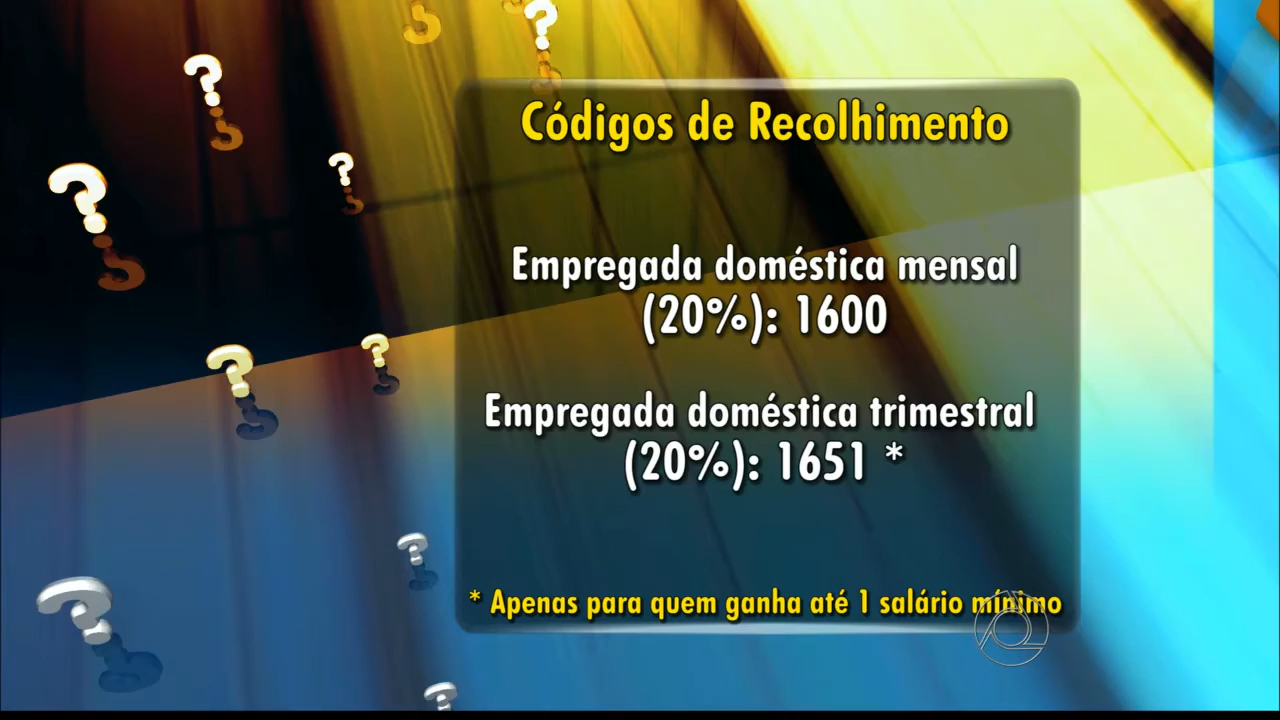 Códigos de Recolhimento
Empregada doméstica mensal
(20%): 1600
Empregada doméstica trimestral
(20%): 1651 *
* Apenas para quem ganha até 1 salário mínimo